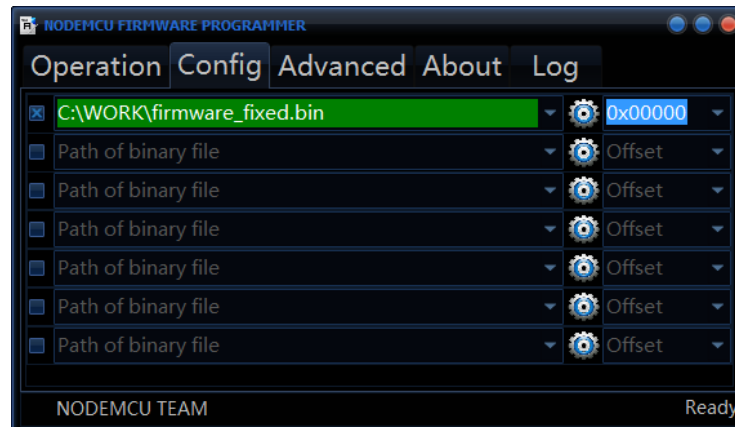 NODEMCU FIRMWARE PROGRAMMER
Operation Config Advanced About Log
C:\WORK\firmware_fixed.bin 0x00000
Path of binary file Offset
Path of binary file Offset
Path of binary file Offset
Path of binary file Offset
Path of binary file Offset
Path of binary file Offset
NODEMCU TEAM Ready